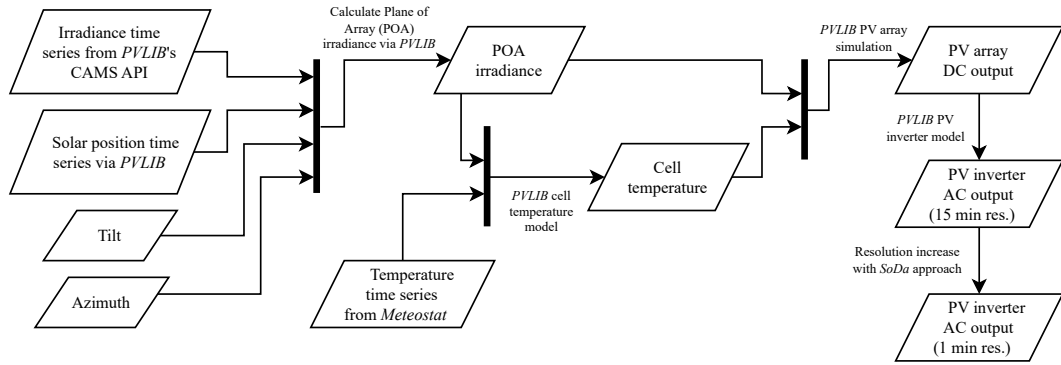 Irradiance time
series from PVLIB's
CAMS API
Solar position time
series via PVLIB
Tilt
Azimuth
Calculate Plane of
Array (POA)
irradiance via PVLIB
POA
irradiance
PVLIB cell
temperature
model
Temperature
time series
from Meteostat
Cell
temperature
PVLIB PV array
simulation
PV array
DC output
PVLIB PV
inverter model
PV inverter
AC output
(15 min res.)
Resolution increase
with SoDa approach
PV inverter
AC output
(1 min res.)